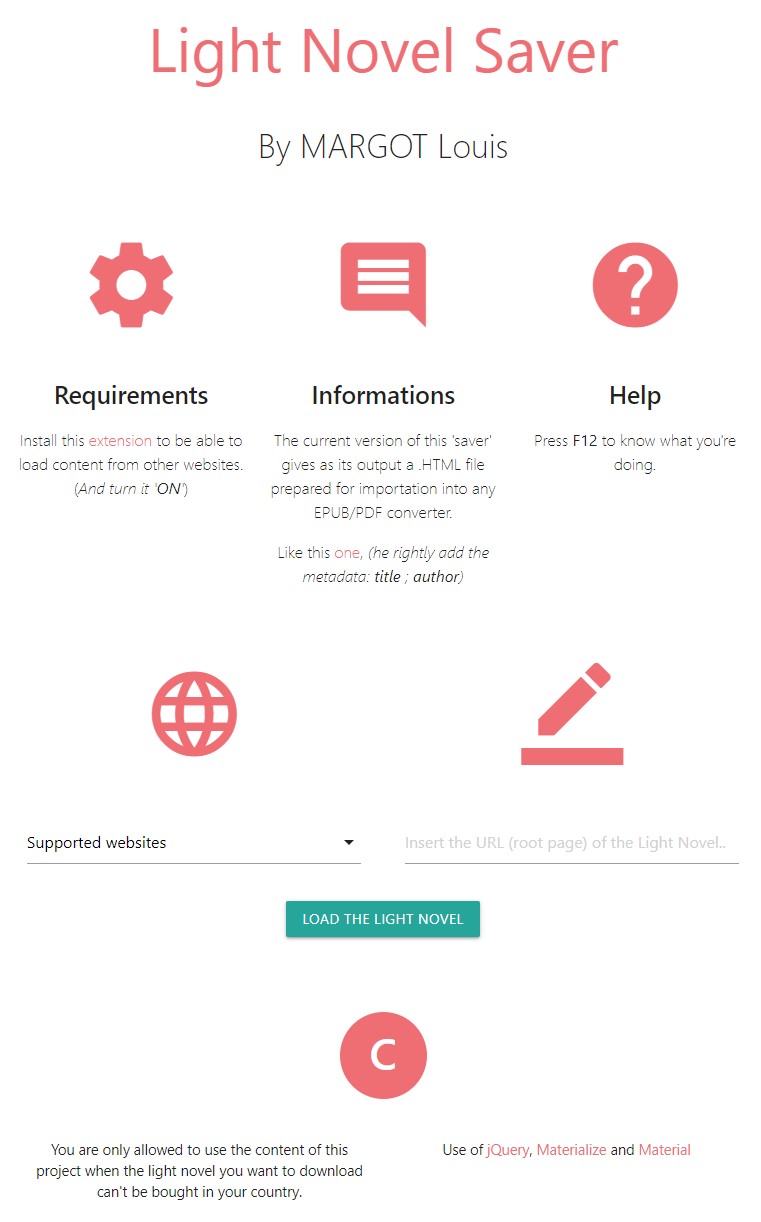 Light Novel Saver
By MARGOT Louis
Requirements
Install this extension to be able to
load content from other websites.
(And turn it 'ON')
Informations
The current version of this 'saver'
gives as its output a .HTML file
prepared for importation into any
EPUB/PDF converter.
Like this one, (he rightly add the
metadata: title ; author)
Help
Press F12 to know what you're
doing.
Supported websites
Insert the URL (root page) of the Light Novel..
LOAD THE LIGHT NOVEL
C
You are only allowed to use the content of this
project when the light novel you want to download
can't be bought in your country.
Use of jQuery, Materialize and Material